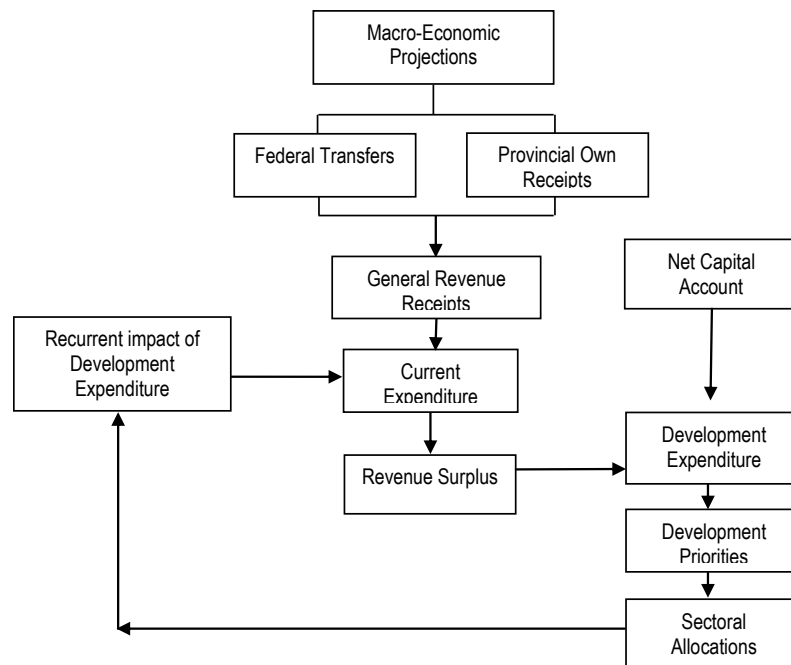 Macro-Economic
Projections
Federal Transfers
Provincial Own
Receipts
General Revenue
Receipts
Net Capital
Account
Recurrent impact of
Development
Expenditure
Current
Expenditure
Development
Expenditure
Revenue Surplus
Development
Priorities
Sectoral
Allocations